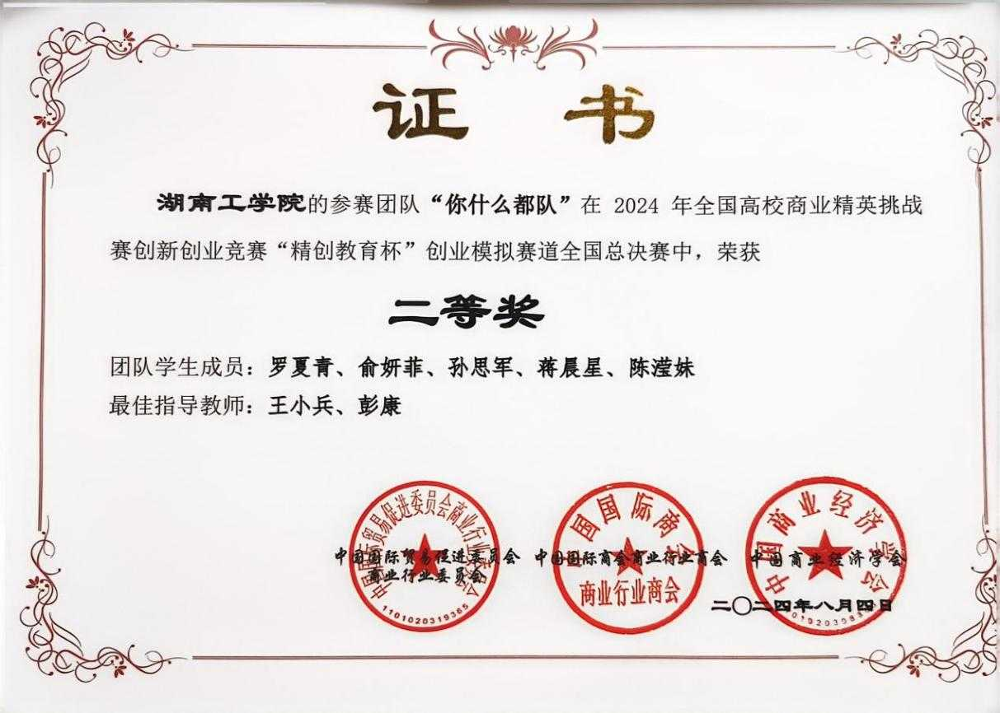 证 书
湖南工学院的参赛团队“你什么都队”在 2024 年全国高校商业精英挑战
赛创新创业竞赛“精创教育杯”创业模拟赛道全国总决赛中，荣获
二等奖
团队学生成员：罗夏青、俞妍菲、孙思军、蒋晨星、陈滢妹
最佳指导教师：王小兵、彭康
中国国际贸易促进委员会商业行业委员会
1101020319365
中国国际商会
商业行业商会
中国商业经济学会
中国国际贸易促进委员会 中国国际商会商业行业商会 中国商业经济学会
商业行业委员会
二〇二四年八月四日